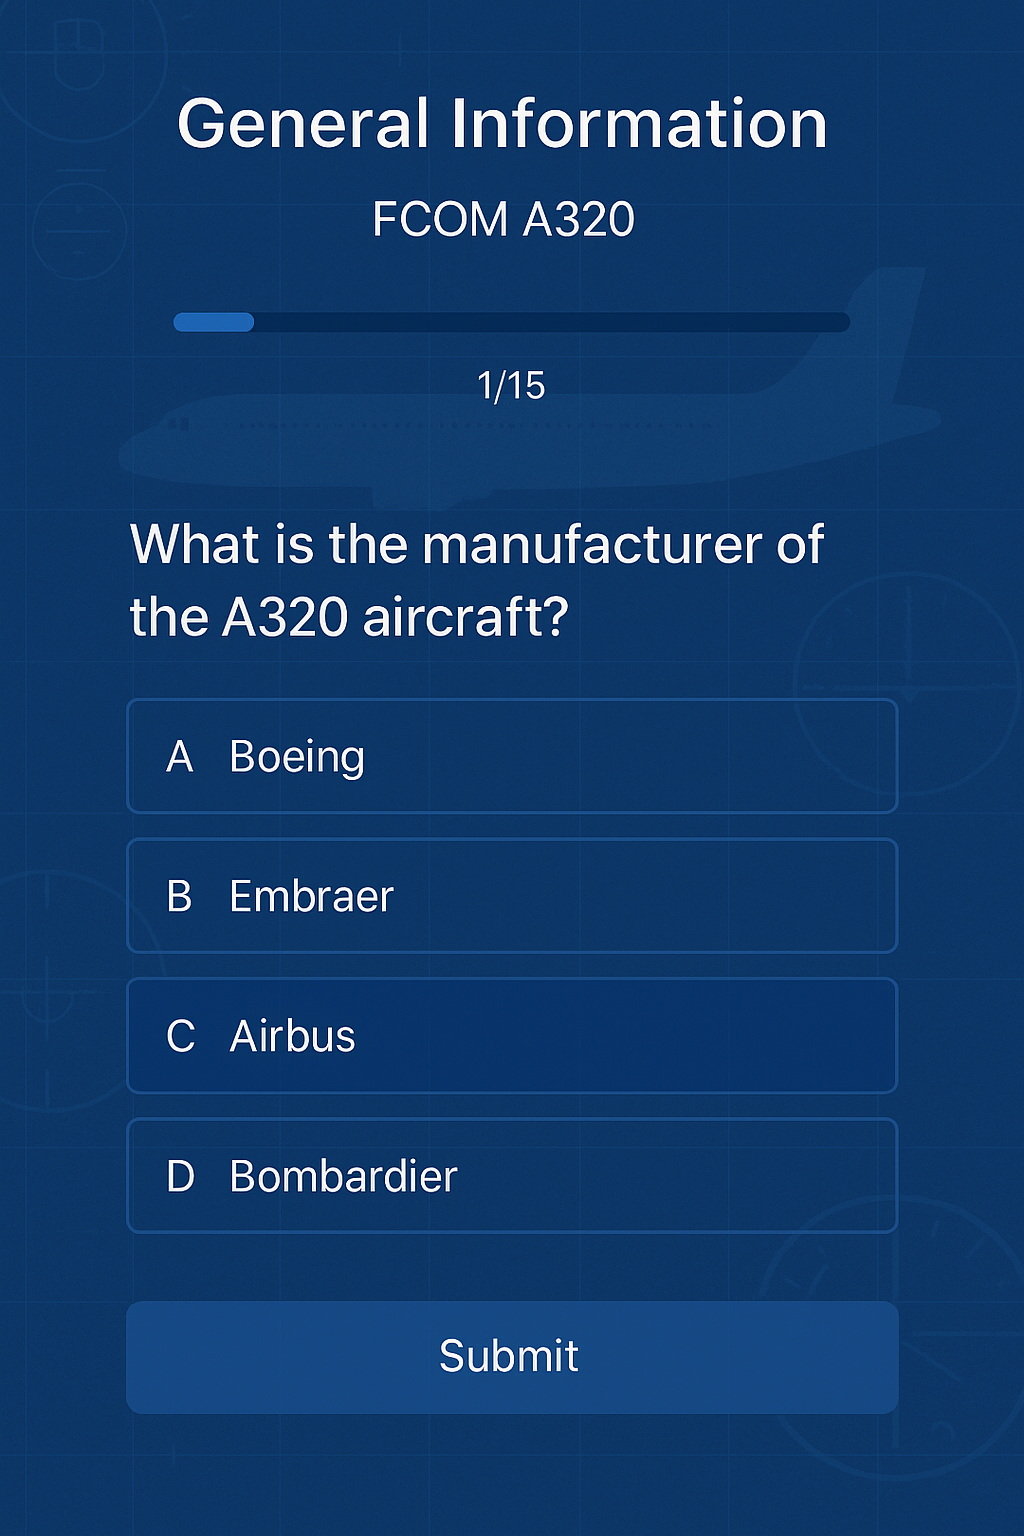 General Information
FCOM A320
1/15
What is the manufacturer of
the A320 aircraft?
A Boeing
B Embraer
C Airbus
D Bombardier
Submit